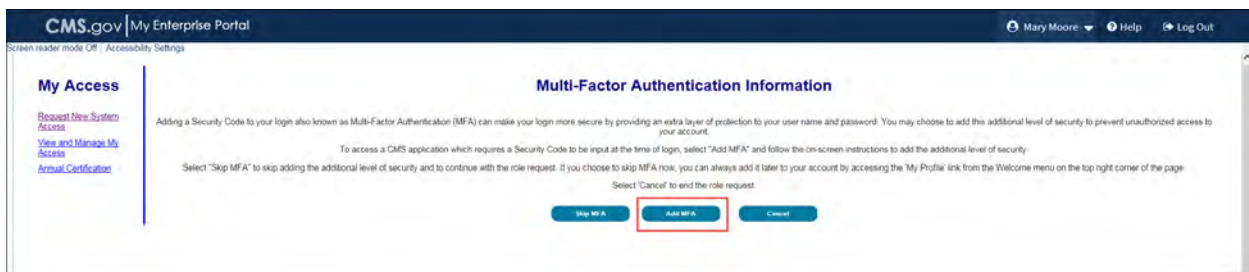 CMS.gov My Enterprise Portal
Mary Moore Help Log Out
Screen reader mode Off | Accessibility Settings
My Access
Request New System
Access
View and Manage My
Access
Annual Certification
Multi-Factor Authentication Information
Adding a Security Code to your login also known as Multi-Factor Authentication (MFA) can make your login more secure by providing an extra layer of protection to your user name and password. You may choose to add this additional level of security to prevent unauthorized access to
your account.
To access a CMS application which requires a Security Code to be input at the time of login, select "Add MFA" and follow the on-screen instructions to add the additional level of security.
Select "Skip MFA" to skip adding the additional level of security and to continue with the role request. If you choose to skip MFA now, you can always add it later to your account by accessing the 'My Profile' link from the Welcome menu on the top right corner of the page.
Select 'Cancel' to end the role request.
Skip MFA Add MFA Cancel